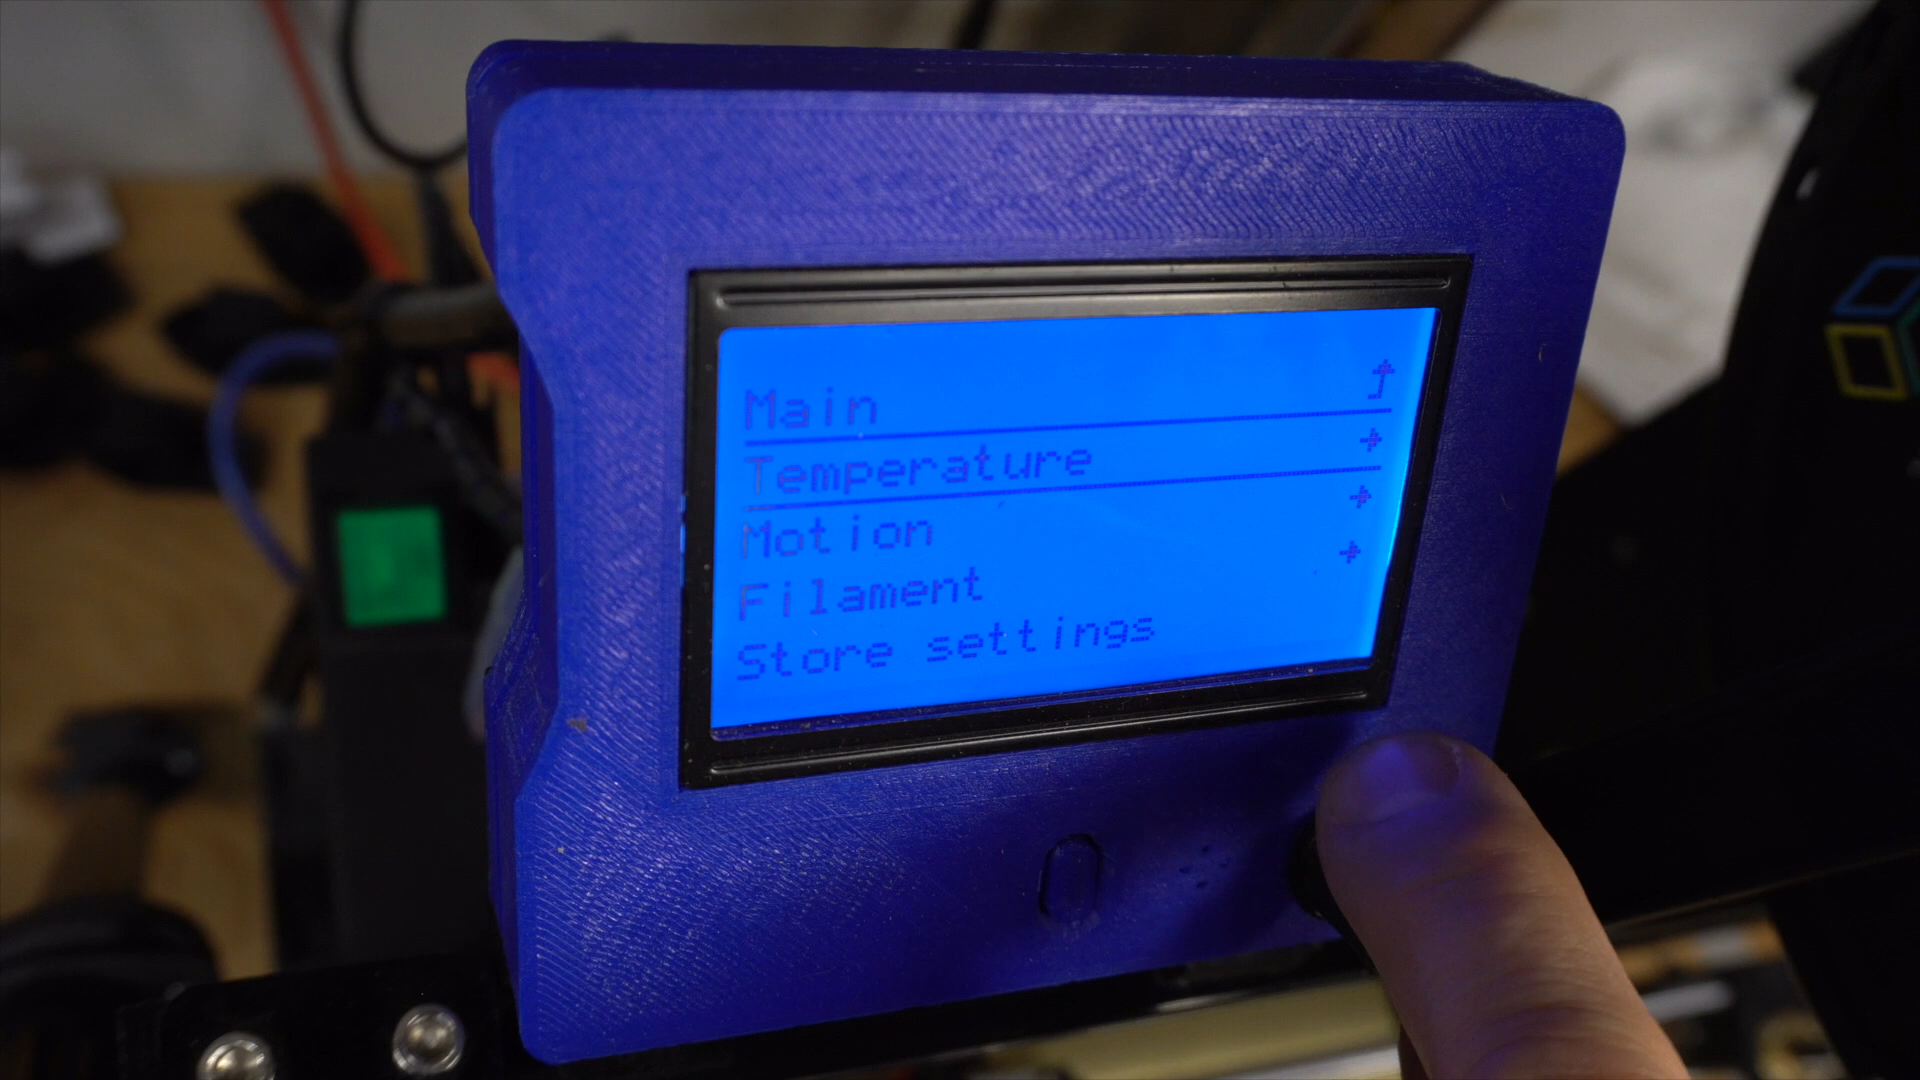 Main
Temperature
Motion
Filament
Store settings